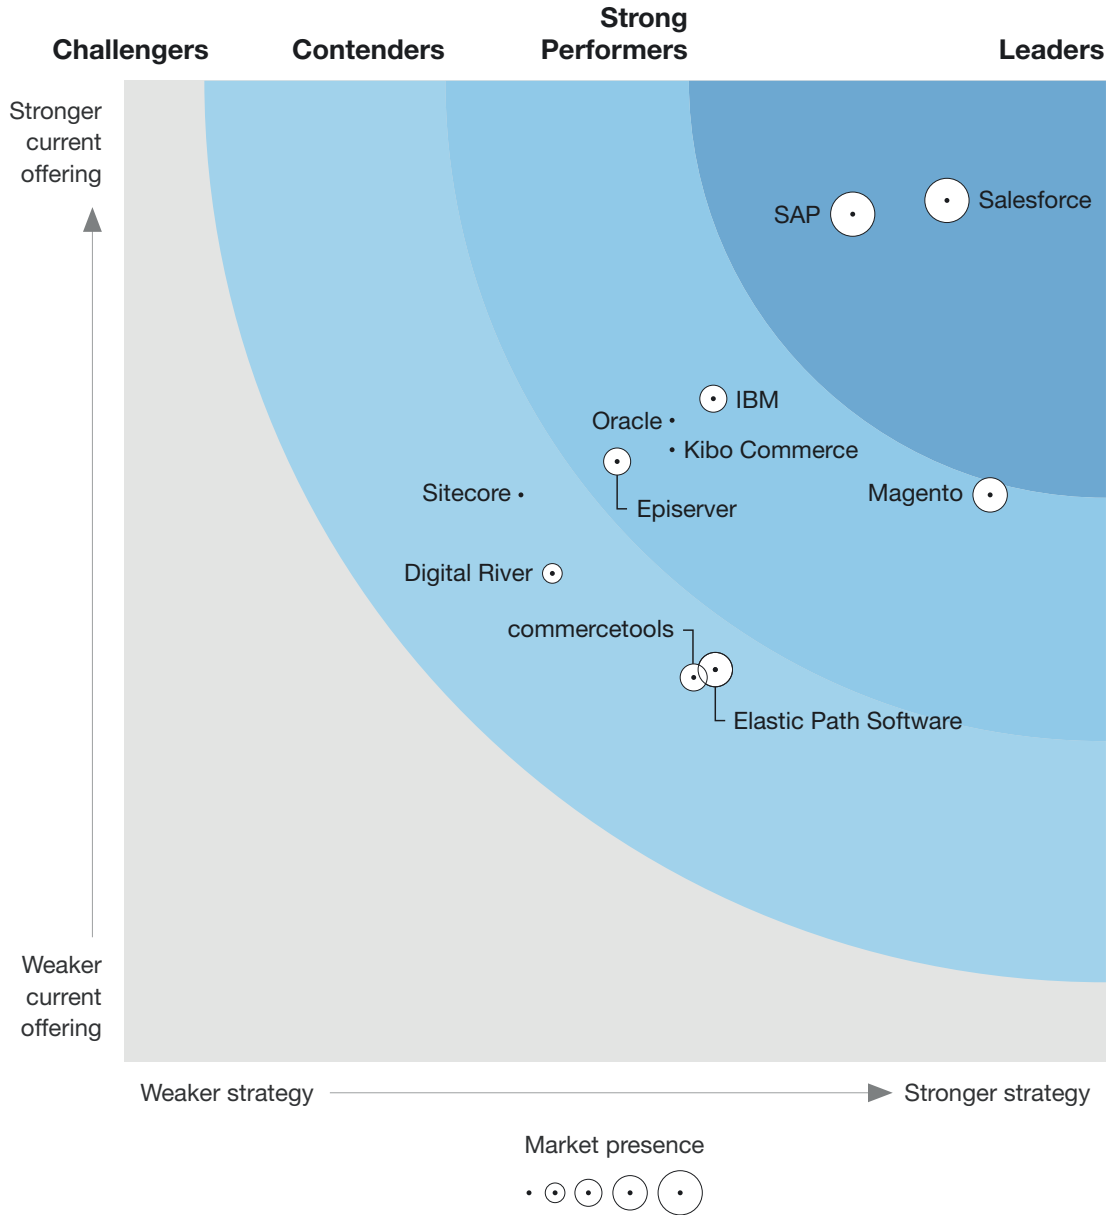 Challengers
Contenders
Strong
Performers
Leaders
Stronger
current
offering
SAP
Salesforce
IBM
Oracle
Kibo Commerce
Sitecore
Episerver
Magento
Digital River
commercetools
Elastic Path Software
Weaker
current
offering
Weaker strategy
Stronger strategy
Market presence